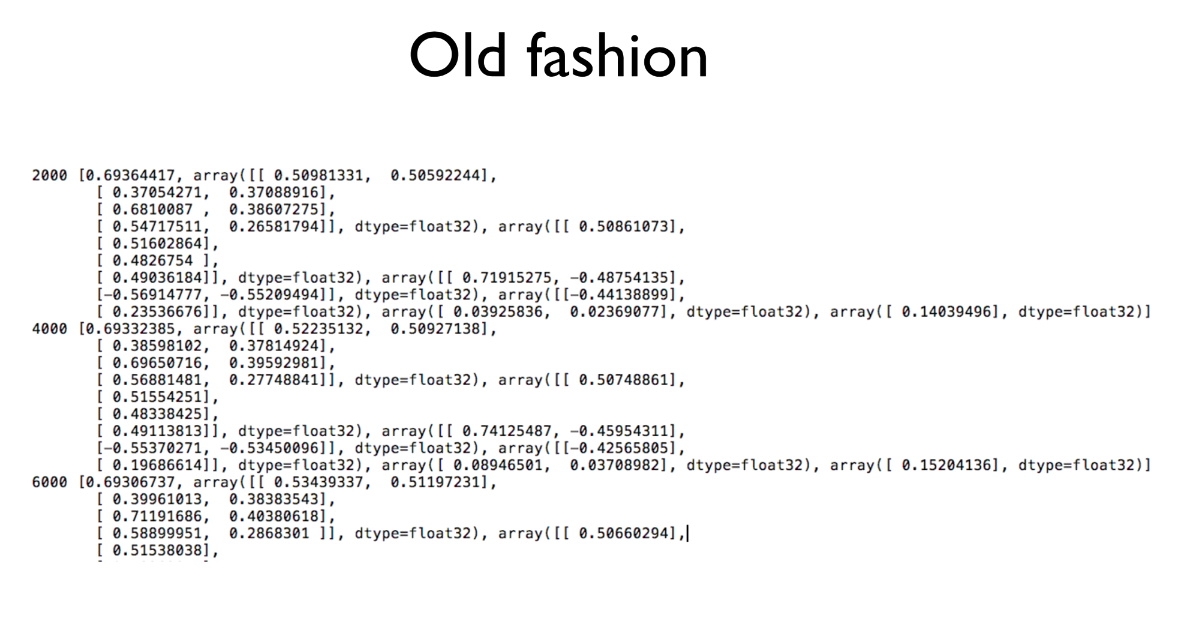 Old fashion
2000 [0.69364417, array([[ 0.50981331,  0.50592244],
       [ 0.37054271,  0.37088916],
       [ 0.6810087 ,  0.38607275],
       [ 0.54717511,  0.26581794]], dtype=float32), array([[ 0.50861073],
       [ 0.51602864],
       [ 0.4826754 ],
       [ 0.49036184]], dtype=float32), array([[ 0.71915275, -0.48754135],
       [-0.56914777, -0.55209494]], dtype=float32), array([[-0.44138899],
       [ 0.23536676]], dtype=float32), array([ 0.03925836,  0.02369077], dtype=float32), array([ 0.14039496], dtype=float32)]
4000 [0.69332385, array([[ 0.52235132,  0.50927138],
       [ 0.38598102,  0.37814924],
       [ 0.69650716,  0.39592981],
       [ 0.56881481,  0.27748841]], dtype=float32), array([[ 0.50748861],
       [ 0.51554251],
       [ 0.48338425],
       [ 0.49113813]], dtype=float32), array([[ 0.74125487, -0.45954311],
       [-0.55370271, -0.53450096]], dtype=float32), array([[-0.42565805],
       [ 0.19686614]], dtype=float32), array([ 0.08946501,  0.03708982], dtype=float32), array([ 0.15204136], dtype=float32)]
6000 [0.69306737, array([[ 0.53439337,  0.51197231],
       [ 0.39961013,  0.38383543],
       [ 0.71191686,  0.40380618],
       [ 0.58899951,  0.2868301 ]], dtype=float32), array([[ 0.50660294],
       [ 0.51538038],